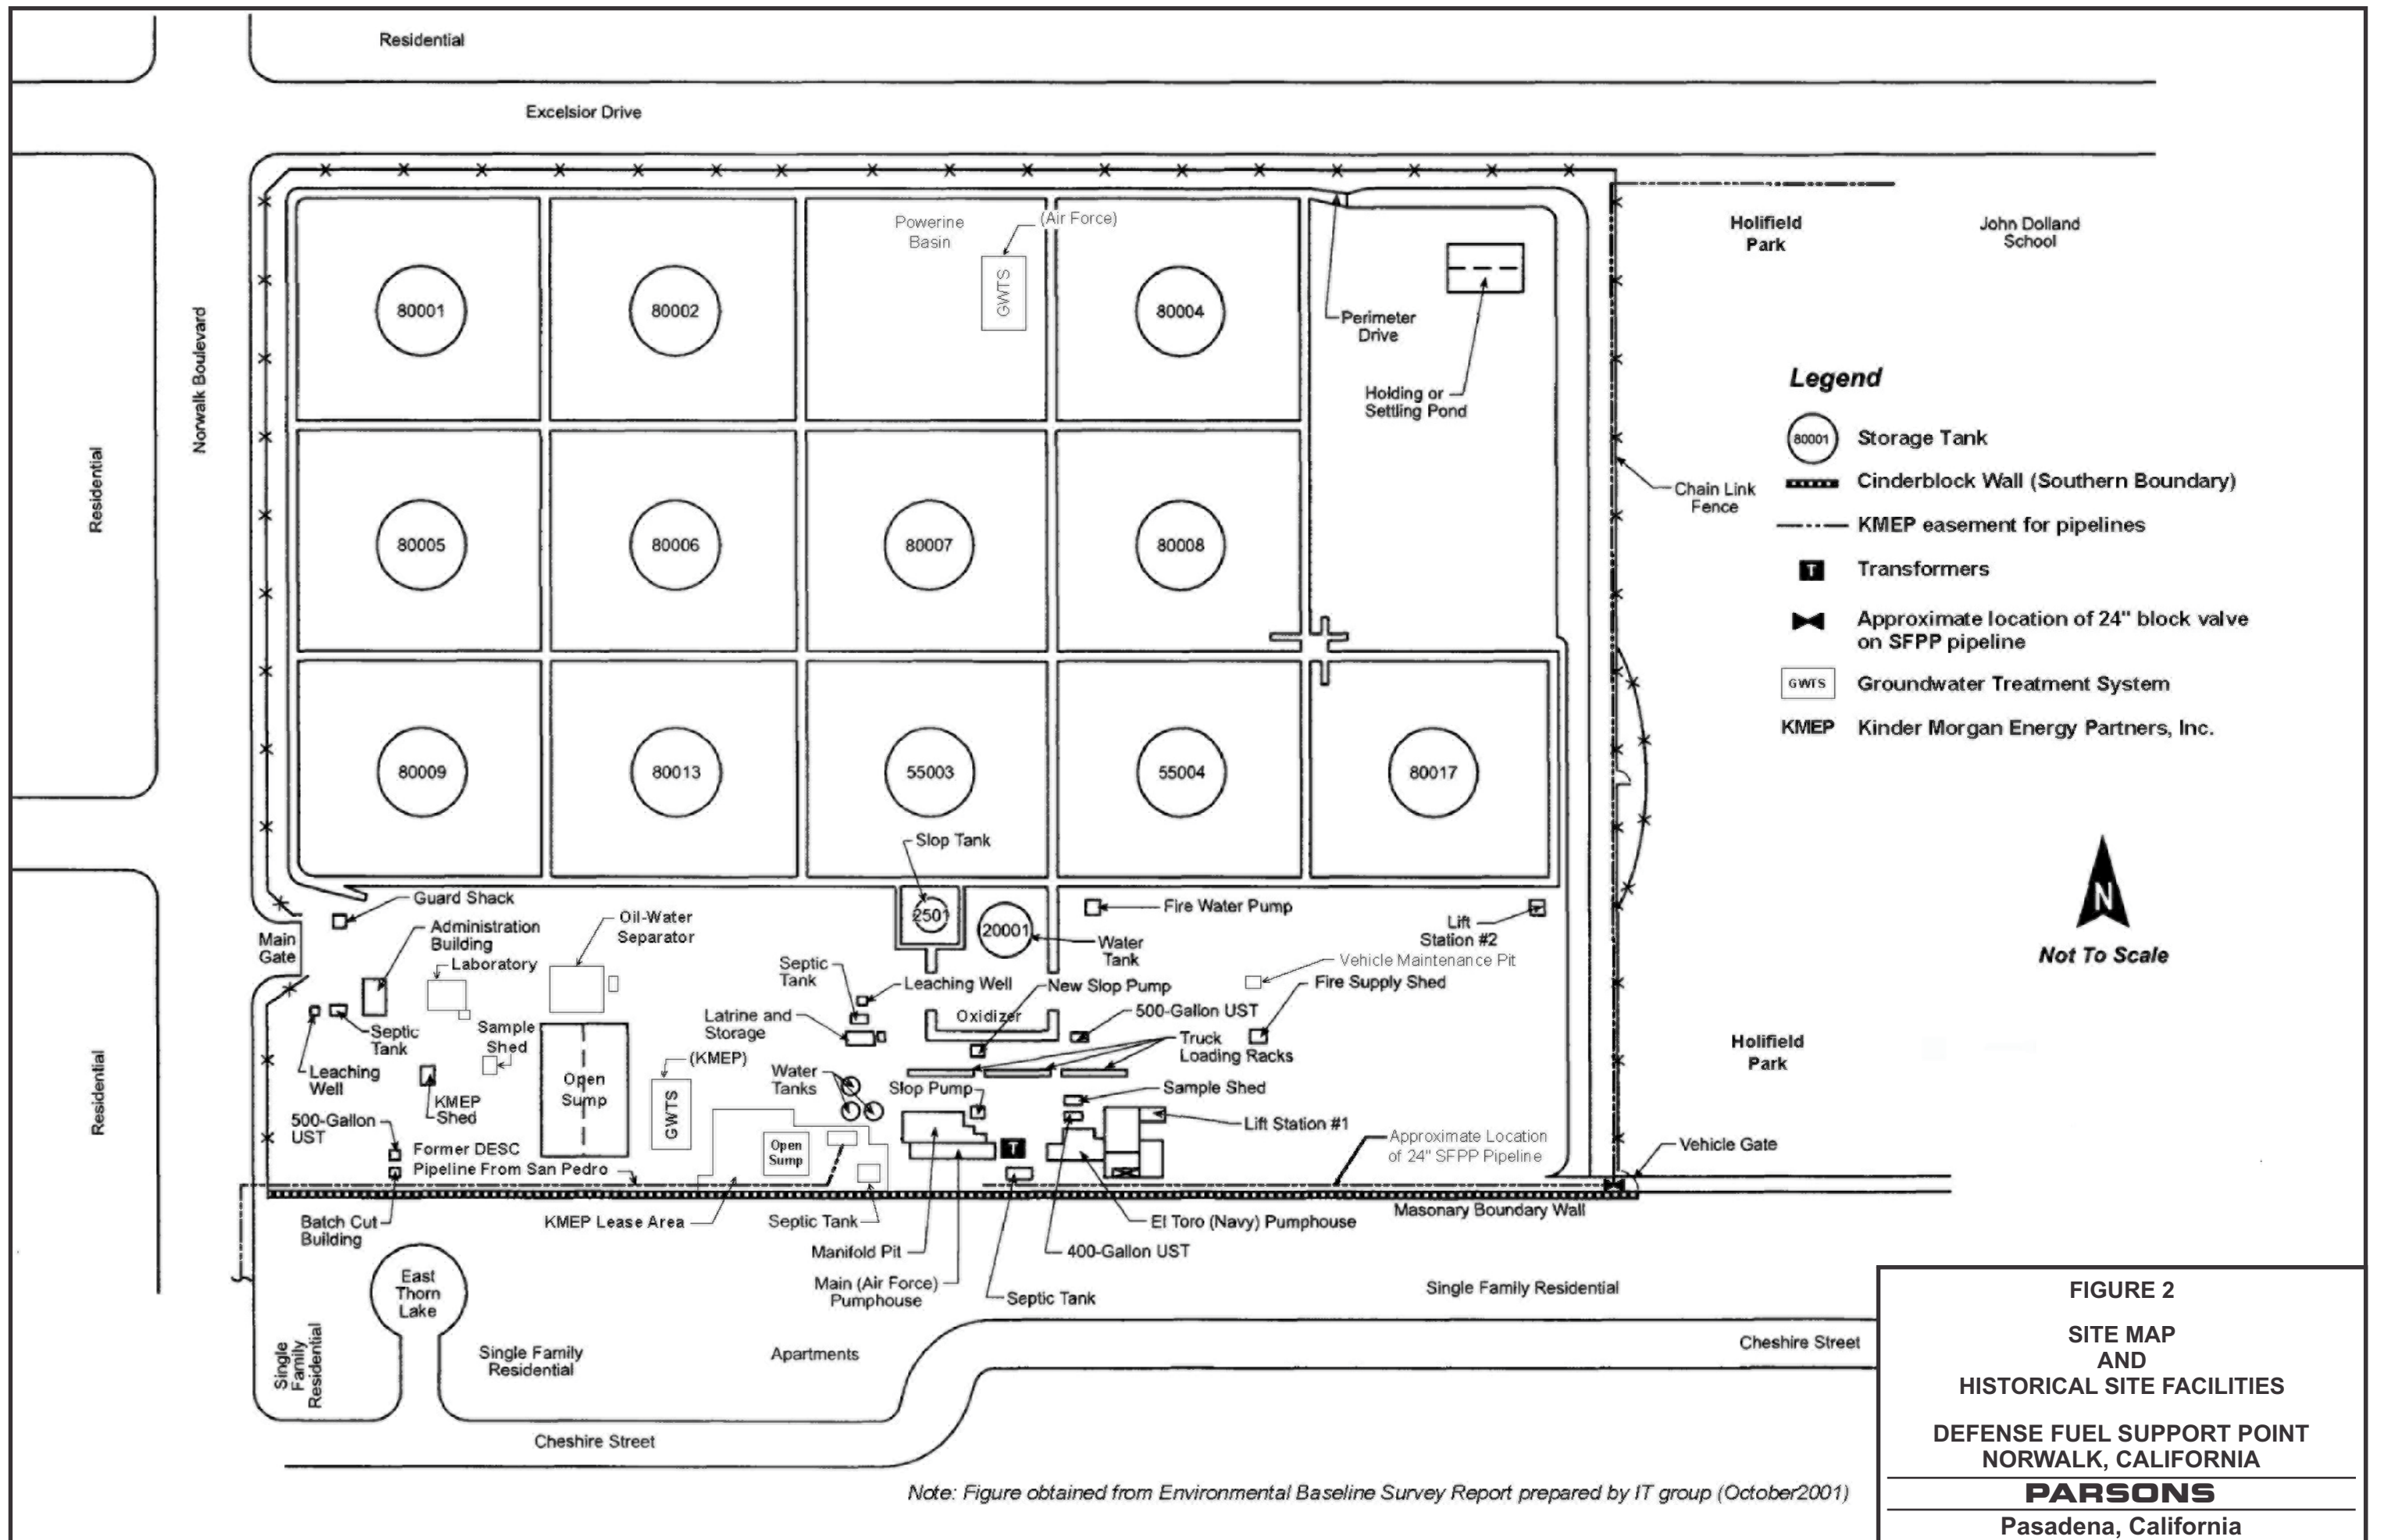 Residential
Excelsior Drive
Norwalk Boulevard
Residential
Residential
Powerine
Basin
(Air Force)
GWTS
80001
80002
80004
Perimeter
Drive
Holding or
Settling Pond
Holifield
Park
John Dolland
School
80005
80006
80007
80008
Chain Link
Fence
80009
80013
55003
55004
80017
Legend
80001
Storage Tank
Cinderblock Wall (Southern Boundary)
KMEP easement for pipelines
T
Transformers
Approximate location of 24" block valve
on SFPP pipeline
GWTS
Groundwater Treatment System
KMEP
Kinder Morgan Energy Partners, Inc.
N
Not To Scale
Slop Tank
2501
20001
Water
Tank
Fire Water Pump
Lift
Station #2
Guard Shack
Main
Gate
Administration
Building
Laboratory
Oil-Water
Separator
Septic
Tank
Leaching Well
New Slop Pump
Vehicle Maintenance Pit
Fire Supply Shed
500-Gallon UST
Latrine and
Storage
Oxidizer
Truck
Loading Racks
Septic
Tank
Sample
Shed
Leaching
Well
KMEP
Shed
Open
Sump
(KMEP)
GWTS
Water
Tanks
Slop Pump
Sample Shed
Lift Station #1
Holifield
Park
500-Gallon
UST
Former DESC
Pipeline From San Pedro
Open
Sump
T
Approximate Location
of 24" SFPP Pipeline
Vehicle Gate
Batch Cut
Building
KMEP Lease Area
Septic Tank
Manifold Pit
Main (Air Force)
Pumphouse
Septic Tank
400-Gallon UST
El Toro (Navy) Pumphouse
Masonary Boundary Wall
East
Thorn
Lake
Single
Family
Residential
Single Family
Residential
Apartments
Single Family Residential
Cheshire Street
Cheshire Street
Note: Figure obtained from Environmental Baseline Survey Report prepared by IT group (October2001)
FIGURE 2
SITE MAP
AND
HISTORICAL SITE FACILITIES
DEFENSE FUEL SUPPORT POINT
NORWALK, CALIFORNIA
PARSONS
Pasadena, California